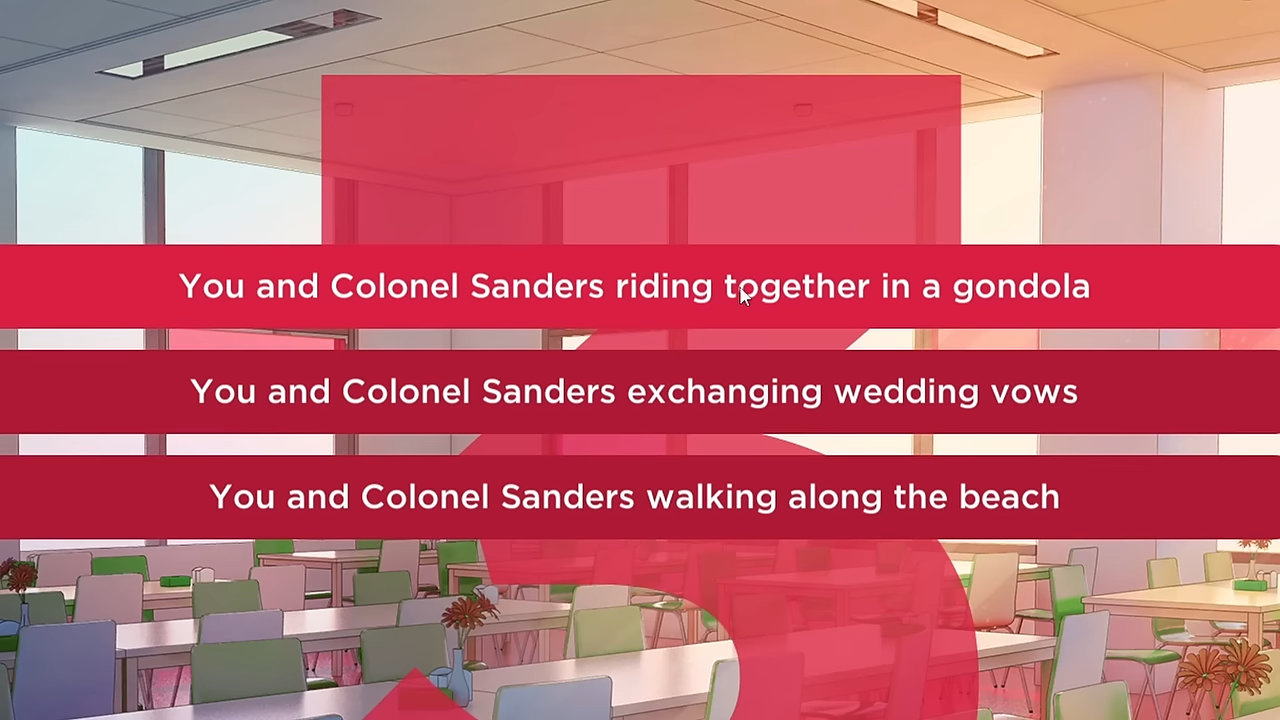 You and Colonel Sanders riding together in a gondola
You and Colonel Sanders exchanging wedding vows
You and Colonel Sanders walking along the beach